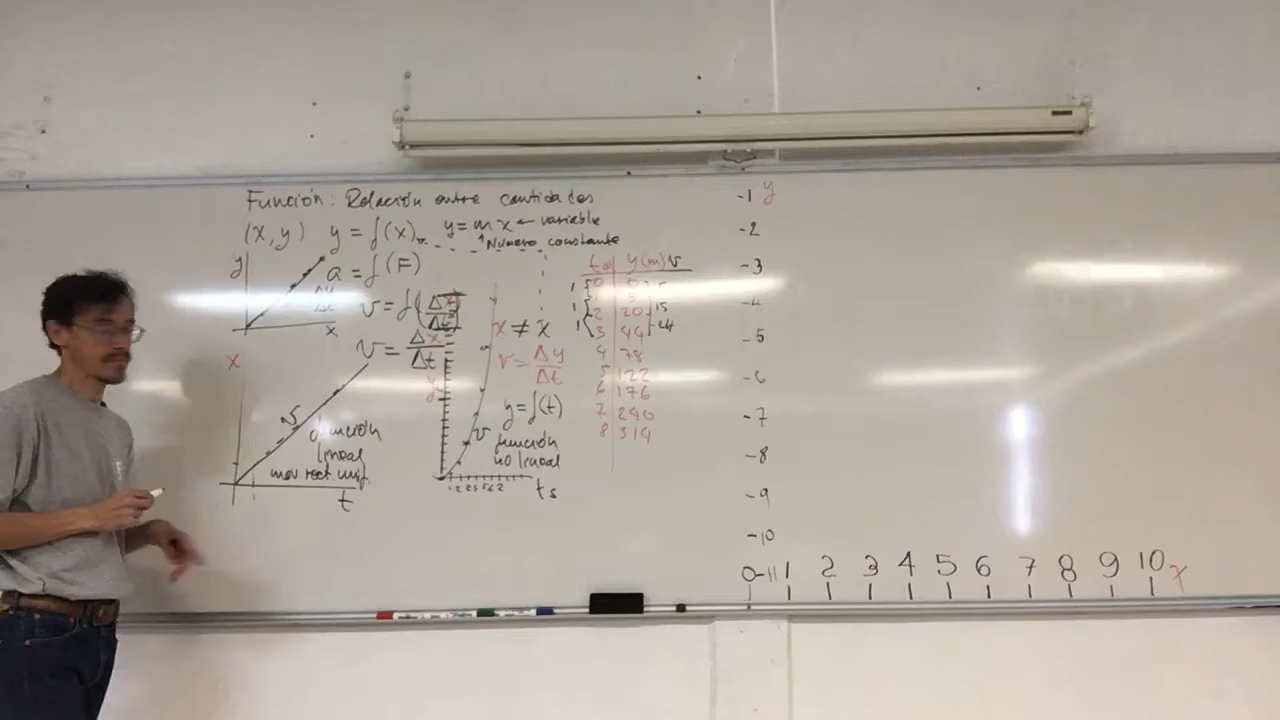 Función: Relación entre cantidades
(x, y) y = f(x) y = mx ← variable
↑ Número constante
y
x
a = f(F)
v = f(Δx/Δt)
v = Δx/Δt
x
v
función
lineal
mov rect unif.
t
x ≠ x
v = Δy/Δt
y = f(t)
v
función
no lineal
y
t s
t y(m) v
0 0
5
2 20 15
3 44 24
4 78
5 122
6 176
7 240
8 314
-1 y
-2
-3
-4
-5
-6
-7
-8
-9
-10
0-11 1 2 3 4 5 6 7 8 9 10 x